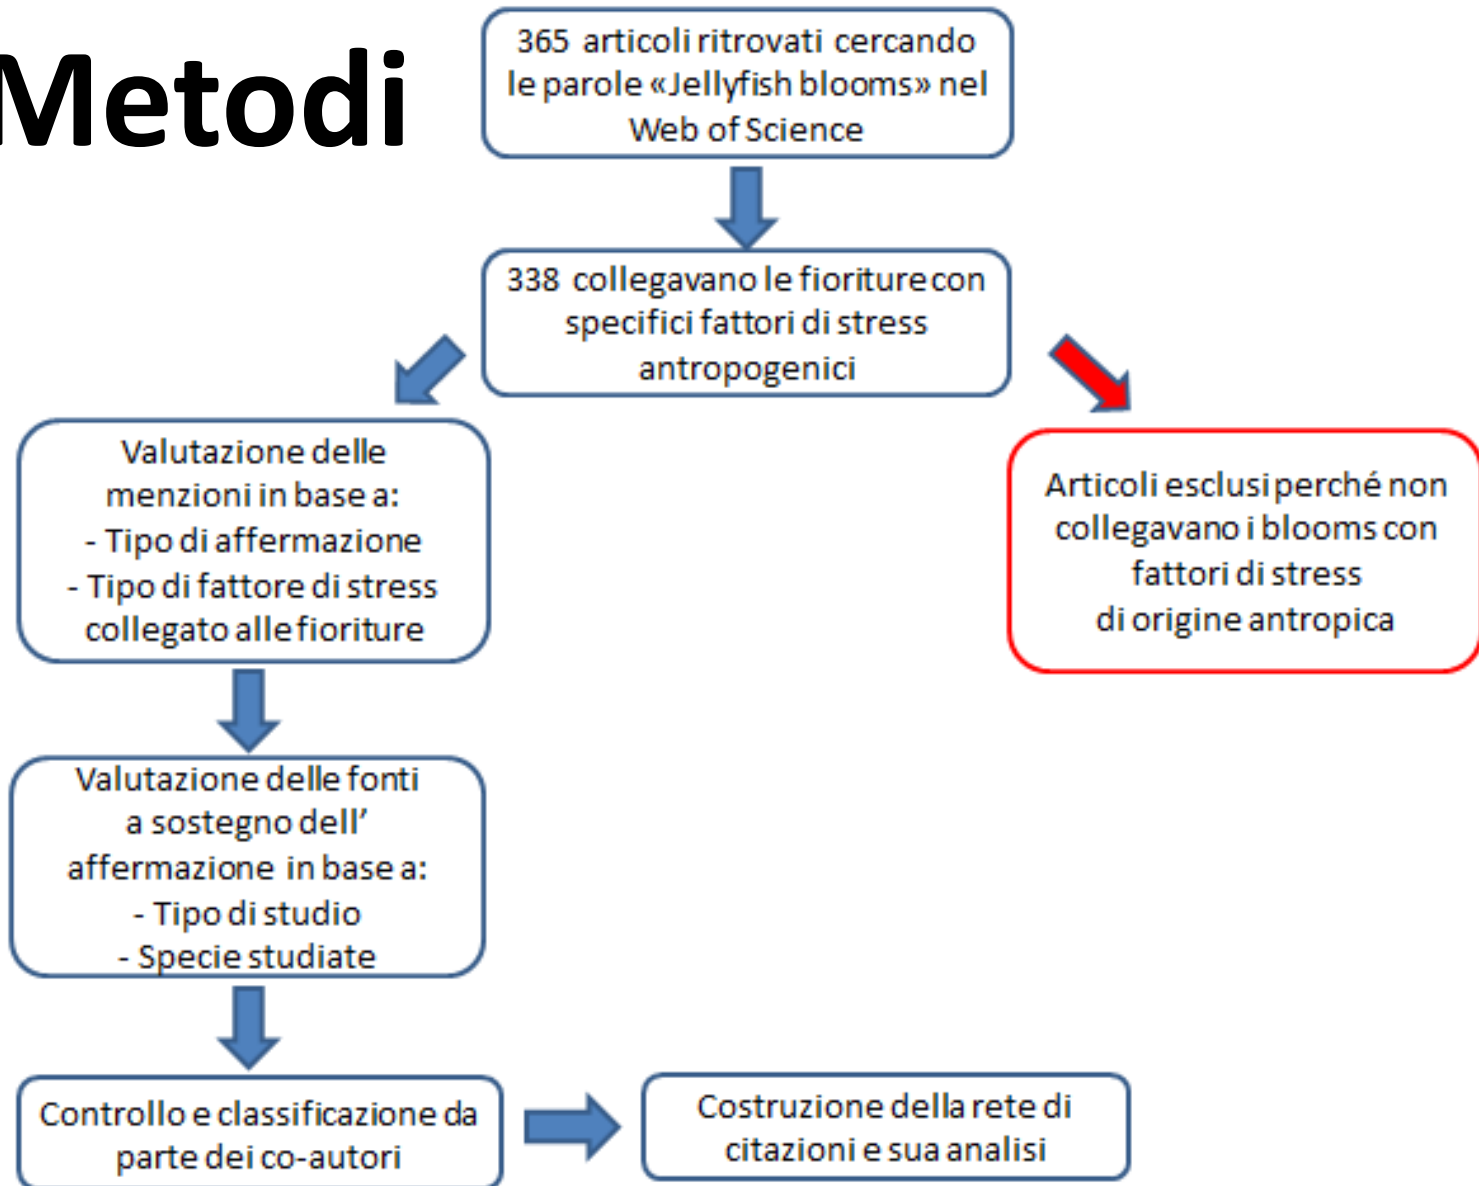 Metodi
365 articoli ritrovati cercando
le parole «Jellyfish blooms» nel
Web of Science
338 collegavano le fioriture con
specifici fattori di stress
antropogenici
Valutazione delle
menzioni in base a:
- Tipo di affermazione
- Tipo di fattore di stress
collegato alle fioriture
Articoli esclusi perché non
collegavano i blooms con
fattori di stress
di origine antropica
Valutazione delle fonti
a sostegno dell’
affermazione in base a:
- Tipo di studio
- Specie studiate
Controllo e classificazione da
parte dei co-autori
Costruzione della rete di
citazioni e sua analisi